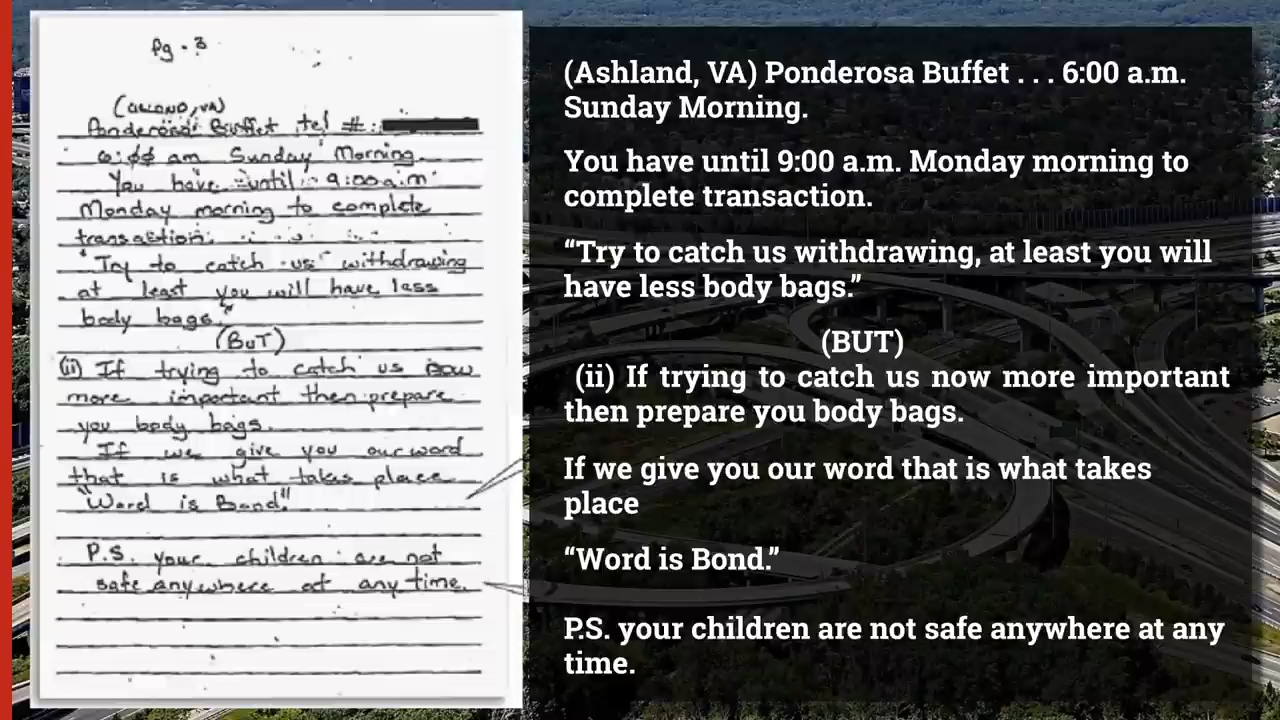 Pg. 3
(ASHLAND, VA)
Ponderosa Buffet tel #:
6:00 am Sunday Morning.
You have until 9:00 a.m.
Monday morning to complete
transaction.
"Try to catch us" withdrawing
at least you will have less
body bags."
(BUT)
(ii) If trying to catch us now
more important then prepare
you body bags.
If we give you our word
that is what takes place
"Word is Bond."
P.S. your children are not
safe anywhere at any time.
(Ashland, VA) Ponderosa Buffet . . . 6:00 a.m.
Sunday Morning.
You have until 9:00 a.m. Monday morning to
complete transaction.
“Try to catch us withdrawing, at least you will
have less body bags.”
(BUT)
(ii) If trying to catch us now more important
then prepare you body bags.
If we give you our word that is what takes
place
“Word is Bond.”
P.S. your children are not safe anywhere at any
time.